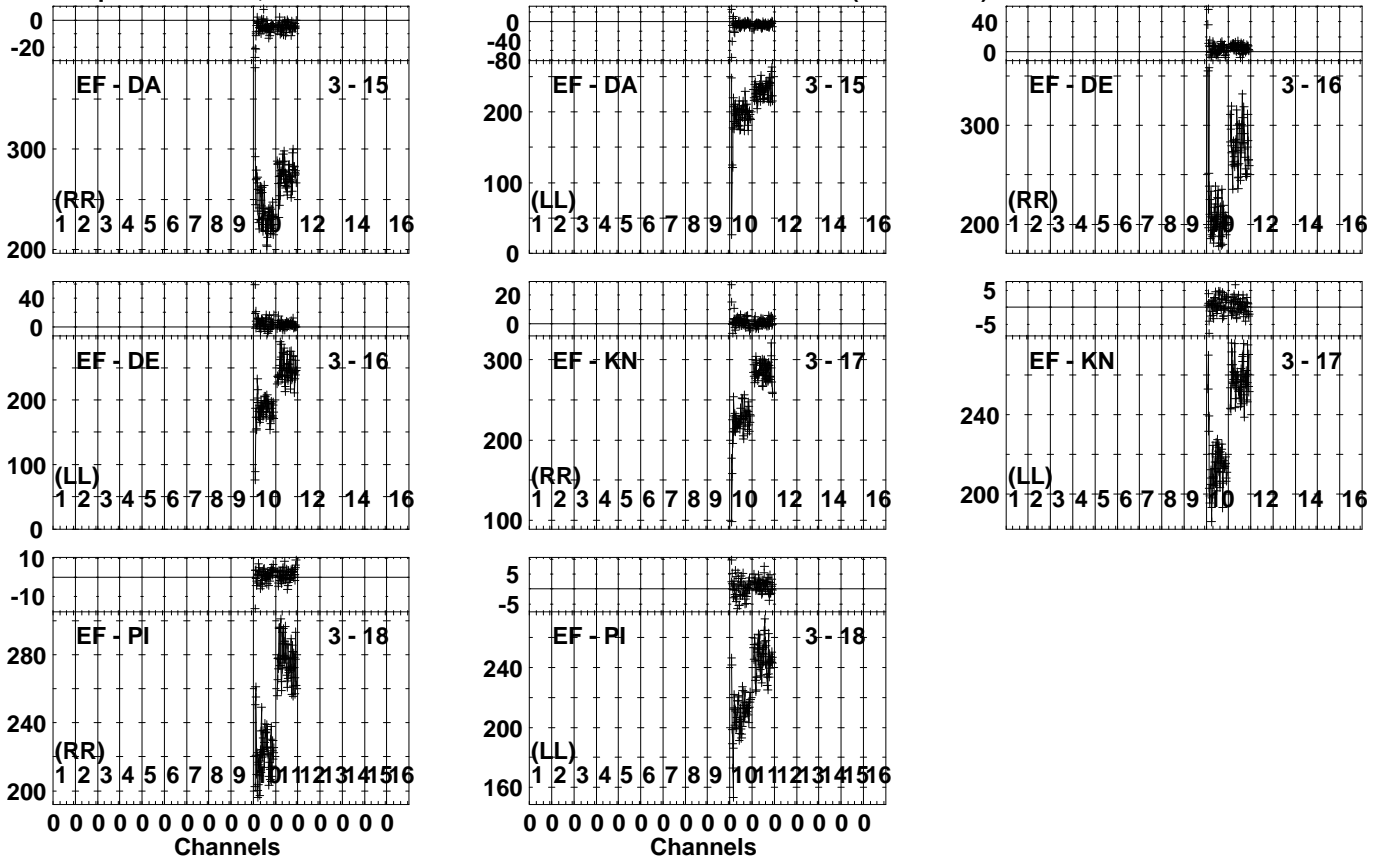 0
-20
EF - DA 3 - 15
300
(RR)
1 2 3 4 5 6 7 8 9 10 12 14 16
200
0
-40
-80
EF - DA 3 - 15
200
100
(LL)
1 2 3 4 5 6 7 8 9 10 12 14 16
0
40
0
EF - DE 3 - 16
300
(RR)
200 1 2 3 4 5 6 7 8 9 10 12 14 16
40
0
EF - DE 3 - 16
200
100
(LL)
1 2 3 4 5 6 7 8 9 10 12 14 16
0
20
0
300 EF - KN 3 - 17
200
(RR)
1 2 3 4 5 6 7 8 9 10 12 14 16
100
5
-5
EF - KN 3 - 17
240
(LL)
200 1 2 3 4 5 6 7 8 9 10 12 14 16
10
-10
EF - PI 3 - 18
280
240
(RR)
1 2 3 4 5 6 7 8 9 10 11 12 13 14 15 16
200
0 0 0 0 0 0 0 0 0 0 0 0 0 0 0 0
Channels
5
-5
EF - PI 3 - 18
240
200
(LL)
1 2 3 4 5 6 7 8 9 10 11 12 13 14 15 16
160
0 0 0 0 0 0 0 0 0 0 0 0 0 0 0 0
Channels